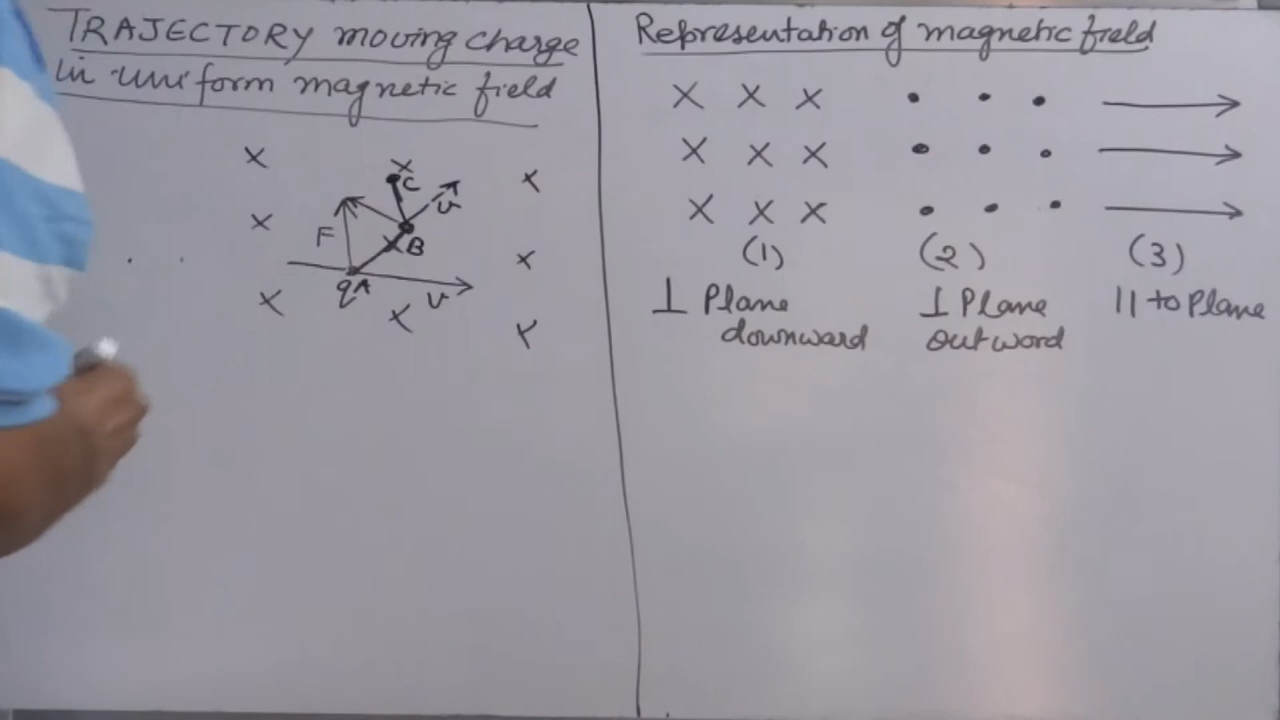 TRAJECTORY moving charge
in uniform magnetic field
× × C ×
v
× F B
×
q A v
× × ×
Representation of magnetic field
× × × • • •
× × × • • •
× × × • • •
(1) (2) (3)
⊥ Plane downward
⊥ Plane outword
|| to Plane